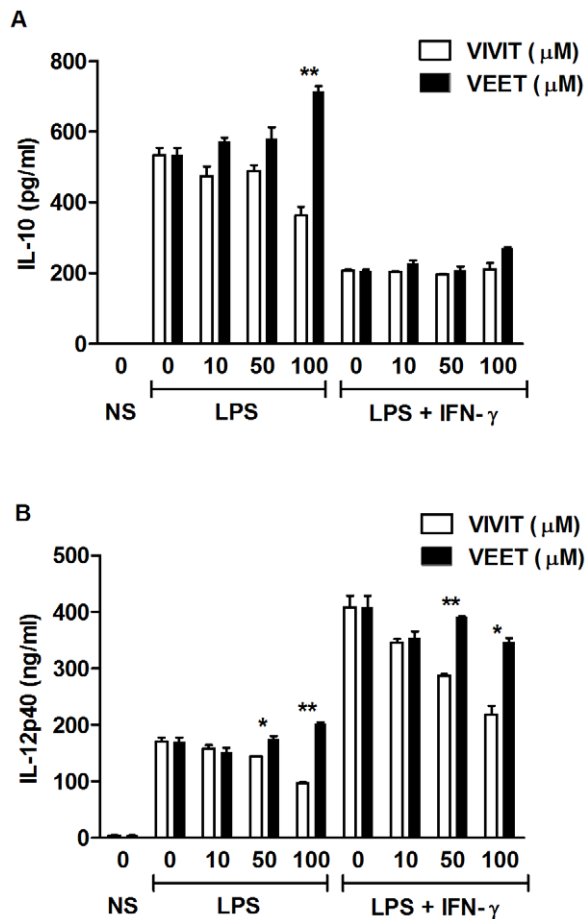 A
VIVIT ( μM)
VEET ( μM)
**
800
600
400
200
0
IL-10 (pg/ml)
0 0 10 50 100 0 10 50 100
NS LPS LPS + IFN- γ
B
VIVIT ( μM)
VEET ( μM)
500
400
300
200
100
0
IL-12p40 (ng/ml)
* ** ** *
0 0 10 50 100 0 10 50 100
NS LPS LPS + IFN- γ